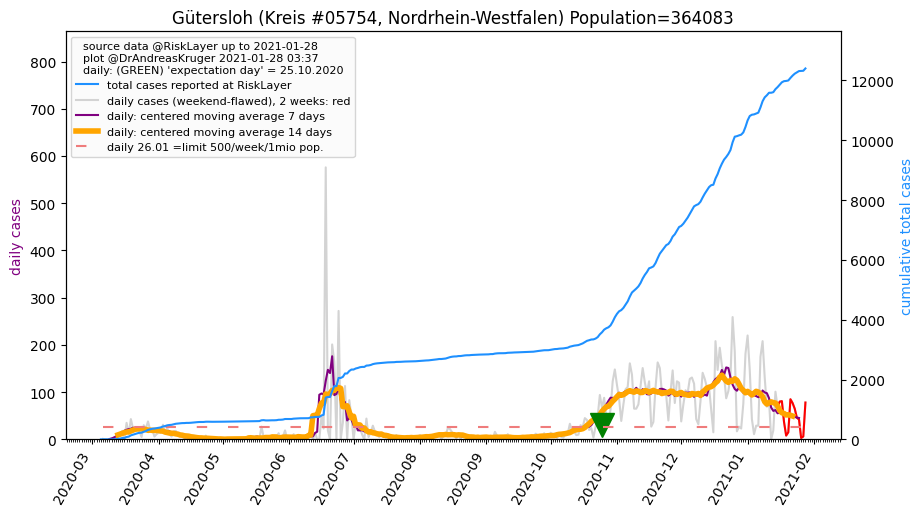 Gütersloh (Kreis #05754, Nordrhein-Westfalen) Population=364083
source data @RiskLayer up to 2021-01-28
plot @DrAndreasKruger 2021-01-28 03:37
daily: (GREEN) 'expectation day' = 25.10.2020
total cases reported at RiskLayer
daily cases (weekend-flawed), 2 weeks: red
daily: centered moving average 7 days
daily: centered moving average 14 days
daily 26.01 =limit 500/week/1mio pop.
daily cases
800
700
600
500
400
300
200
100
0
cumulative total cases
12000
10000
8000
6000
4000
2000
0
2020-03
2020-04
2020-05
2020-06
2020-07
2020-08
2020-09
2020-10
2020-11
2020-12
2021-01
2021-02